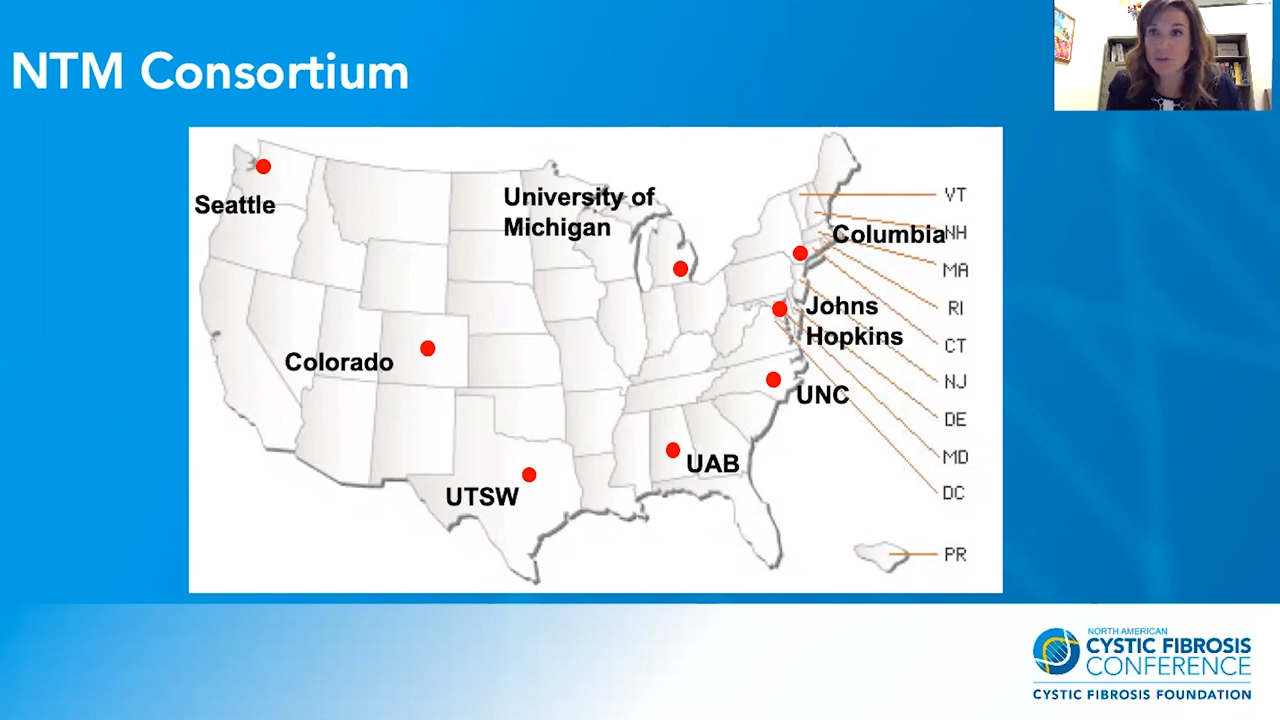 NTM Consortium
Seattle
University of
Michigan
VT
Columbia
NH
MA
Johns
Hopkins
RI
CT
Colorado
NJ
UNC
DE
MD
UAB
DC
UTSW
PR
NORTH AMERICAN
CYSTIC FIBROSIS
CONFERENCE
CYSTIC FIBROSIS FOUNDATION